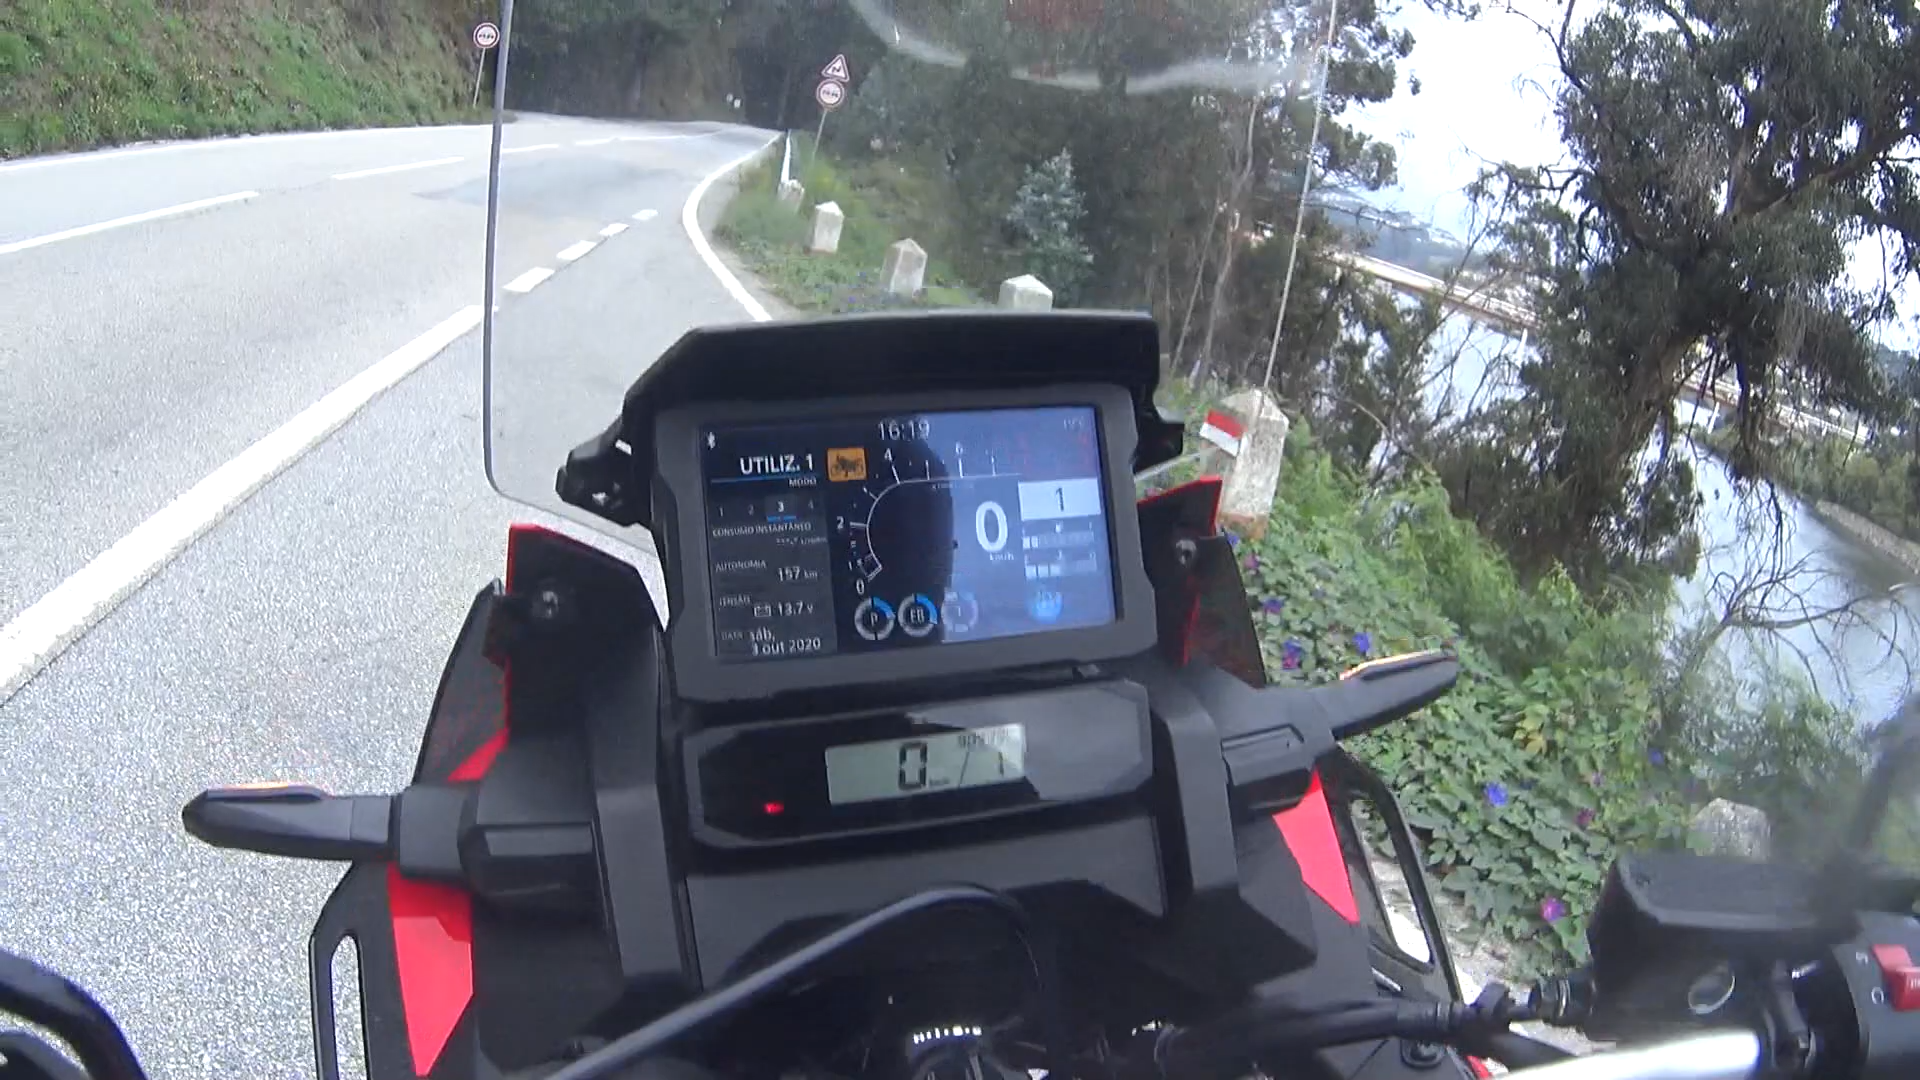 16:19
UTILIZ. 1
MODO
4
6
1 2 3 4
1
CONSUMO INSTANTÂNEO
2
0
km/h
AUTONOMIA
157 km
1
0
TENSÃO
13.7 V
P
EB
DATA
sáb,
3 out 2020
0
1